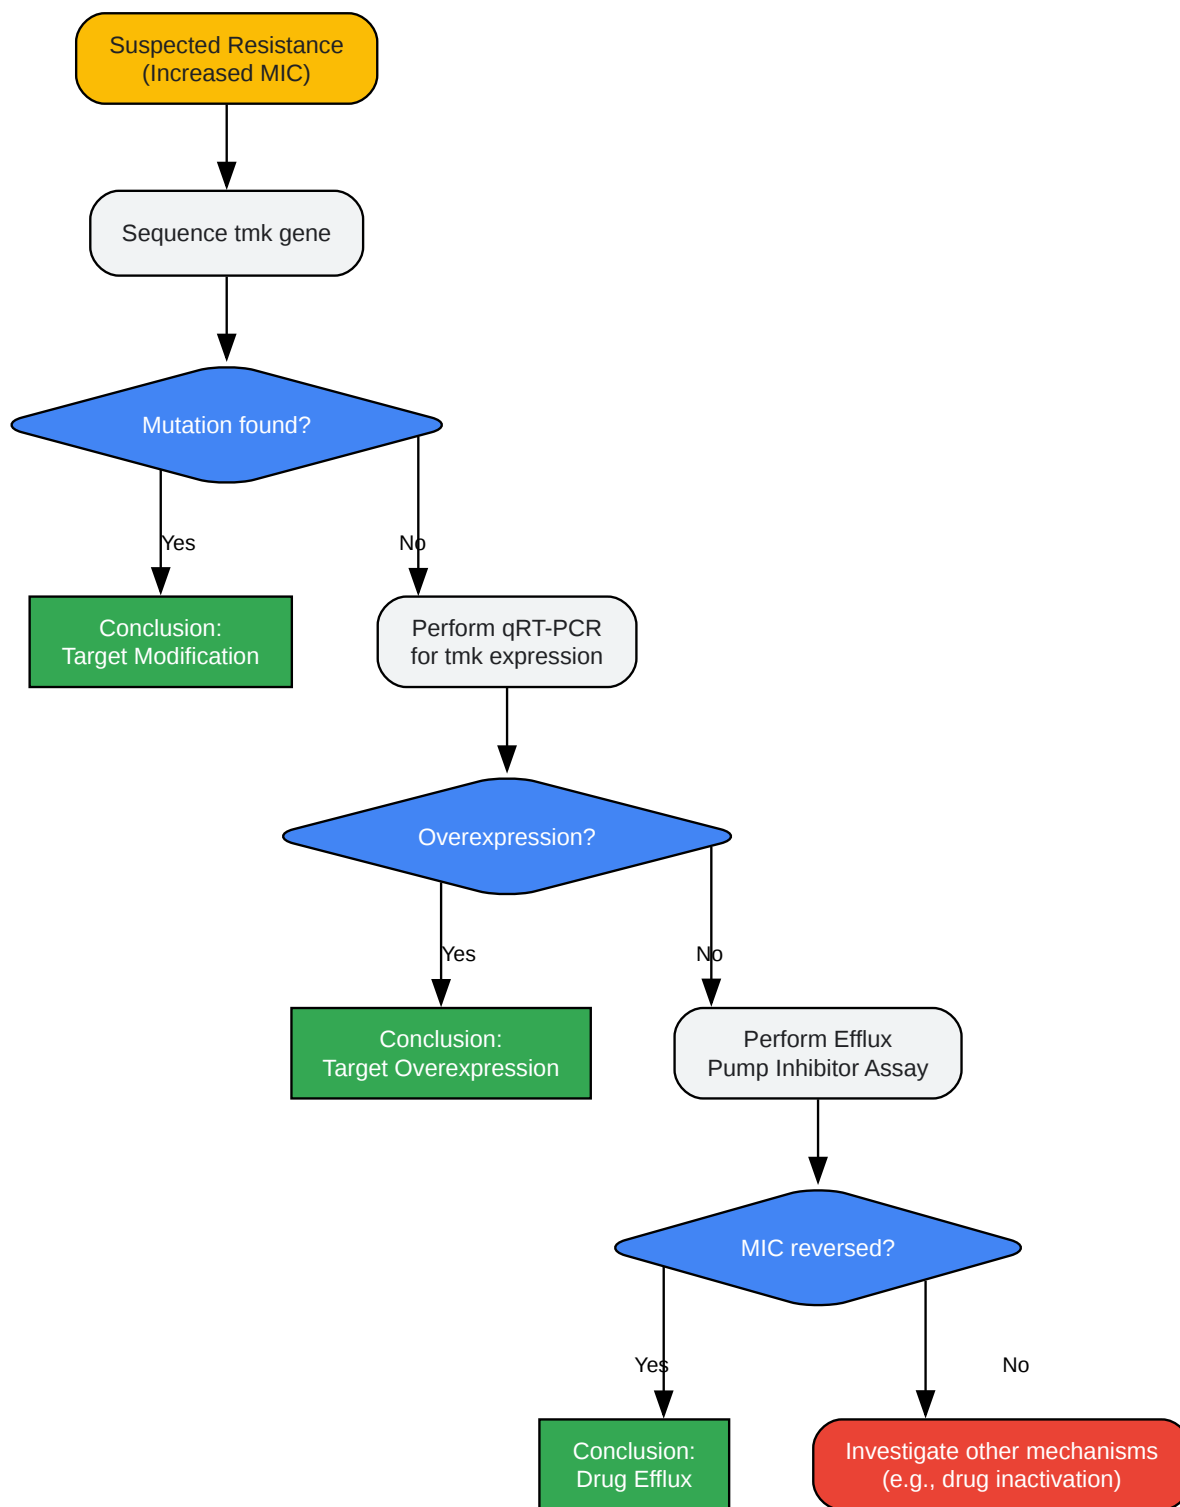 Suspected Resistance
(Increased MIC)
Sequence tmk gene
Mutation found?
Yes
No
Conclusion:
Target Modification
Perform qRT-PCR
for tmk expression
Overexpression?
Yes
No
Conclusion:
Target Overexpression
Perform Efflux
Pump Inhibitor Assay
MIC reversed?
Yes
No
Conclusion:
Drug Efflux
Investigate other mechanisms
(e.g., drug inactivation)